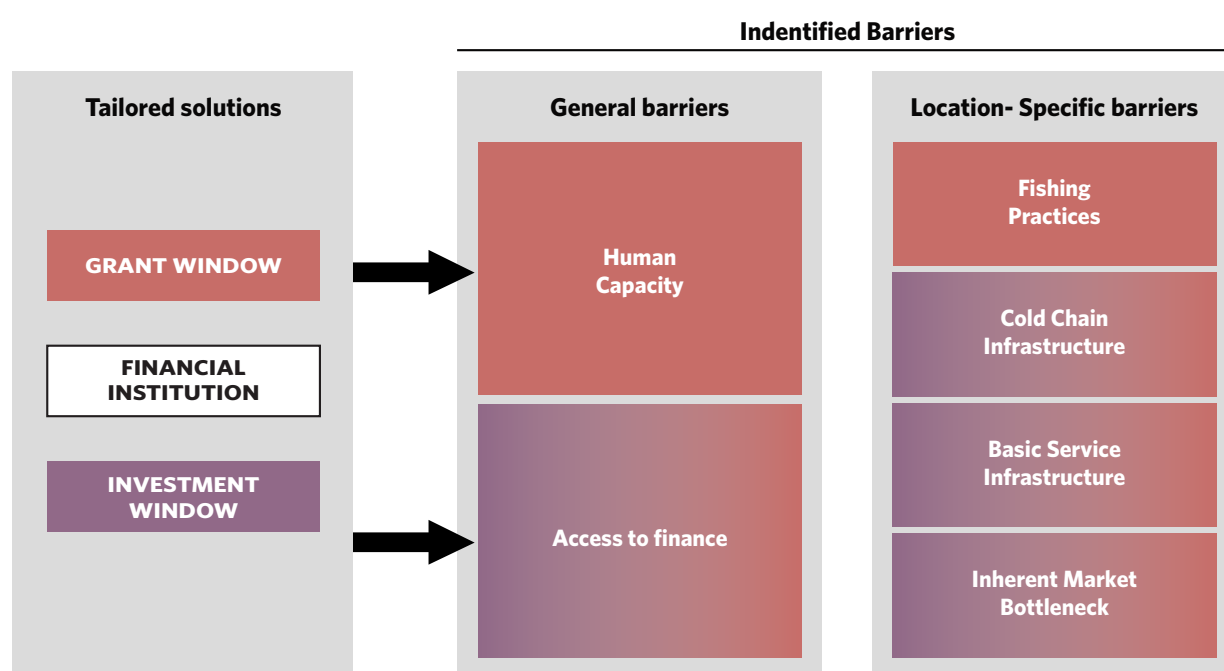 Indentified Barriers
Tailored solutions
GRANT WINDOW
FINANCIAL
INSTITUTION
INVESTMENT
WINDOW
General barriers
Human
Capacity
Access to finance
Location- Specific barriers
Fishing
Practices
Cold Chain
Infrastructure
Basic Service
Infrastructure
Inherent Market
Bottleneck